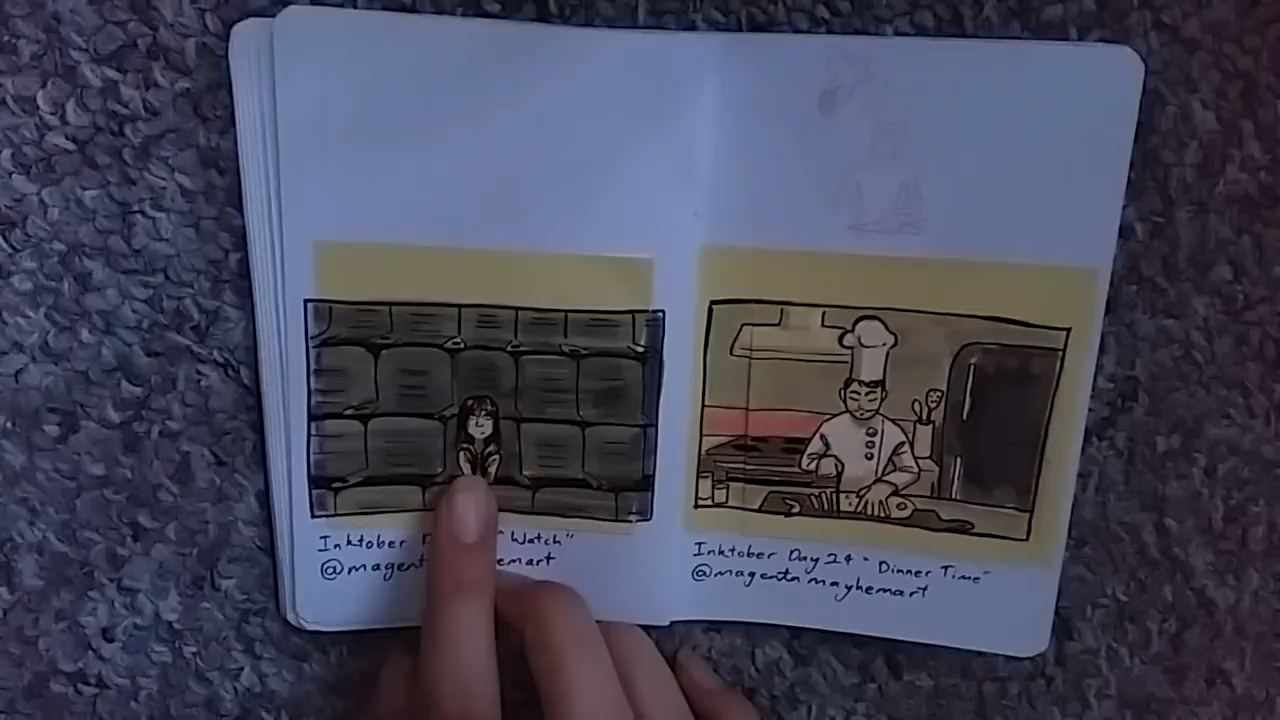 Inktober "Watch"
@magent emart
Inktober Day 24 "Dinner Time"
@magentamayhemart